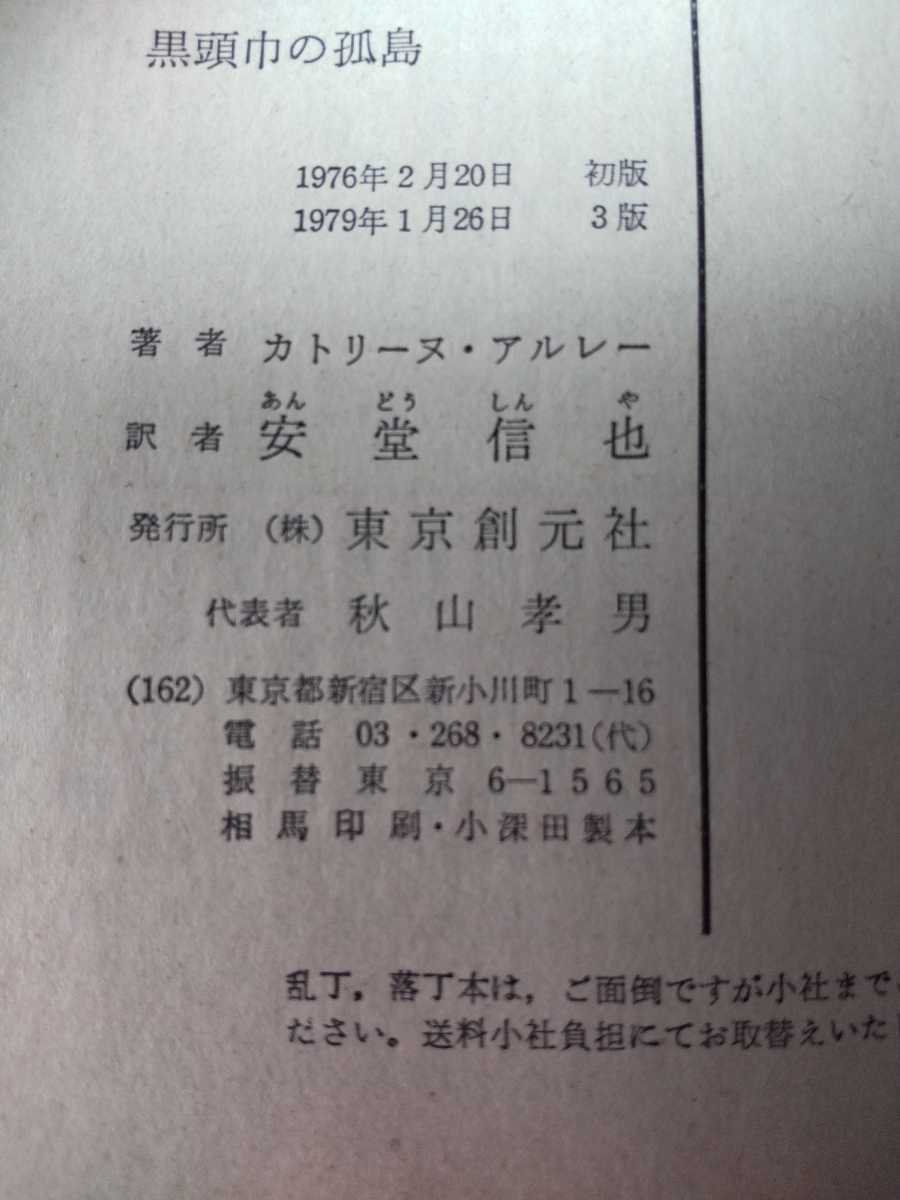 黒頭巾の孤島
1976年2月20日 初版
1979年1月26日 3版
著者 カトリーヌ・アルレー
あん どう しん や
訳者 安堂信也
発行所 (株) 東京創元社
代表者 秋山孝男
(162) 東京都新宿区新小川町1―16
電話 03・268・8231(代)
振替東京 6―1565
相馬印刷・小深田製本
乱丁,落丁本は,ご面倒ですが小社まで
ださい。送料小社負担にてお取替えいた